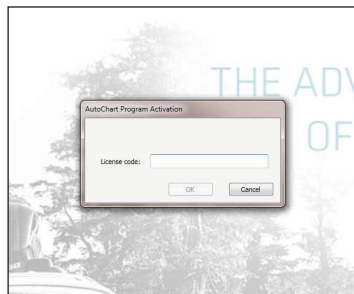 THE ADV
OF
AutoChart Program Activation
License code:
OK
Cancel